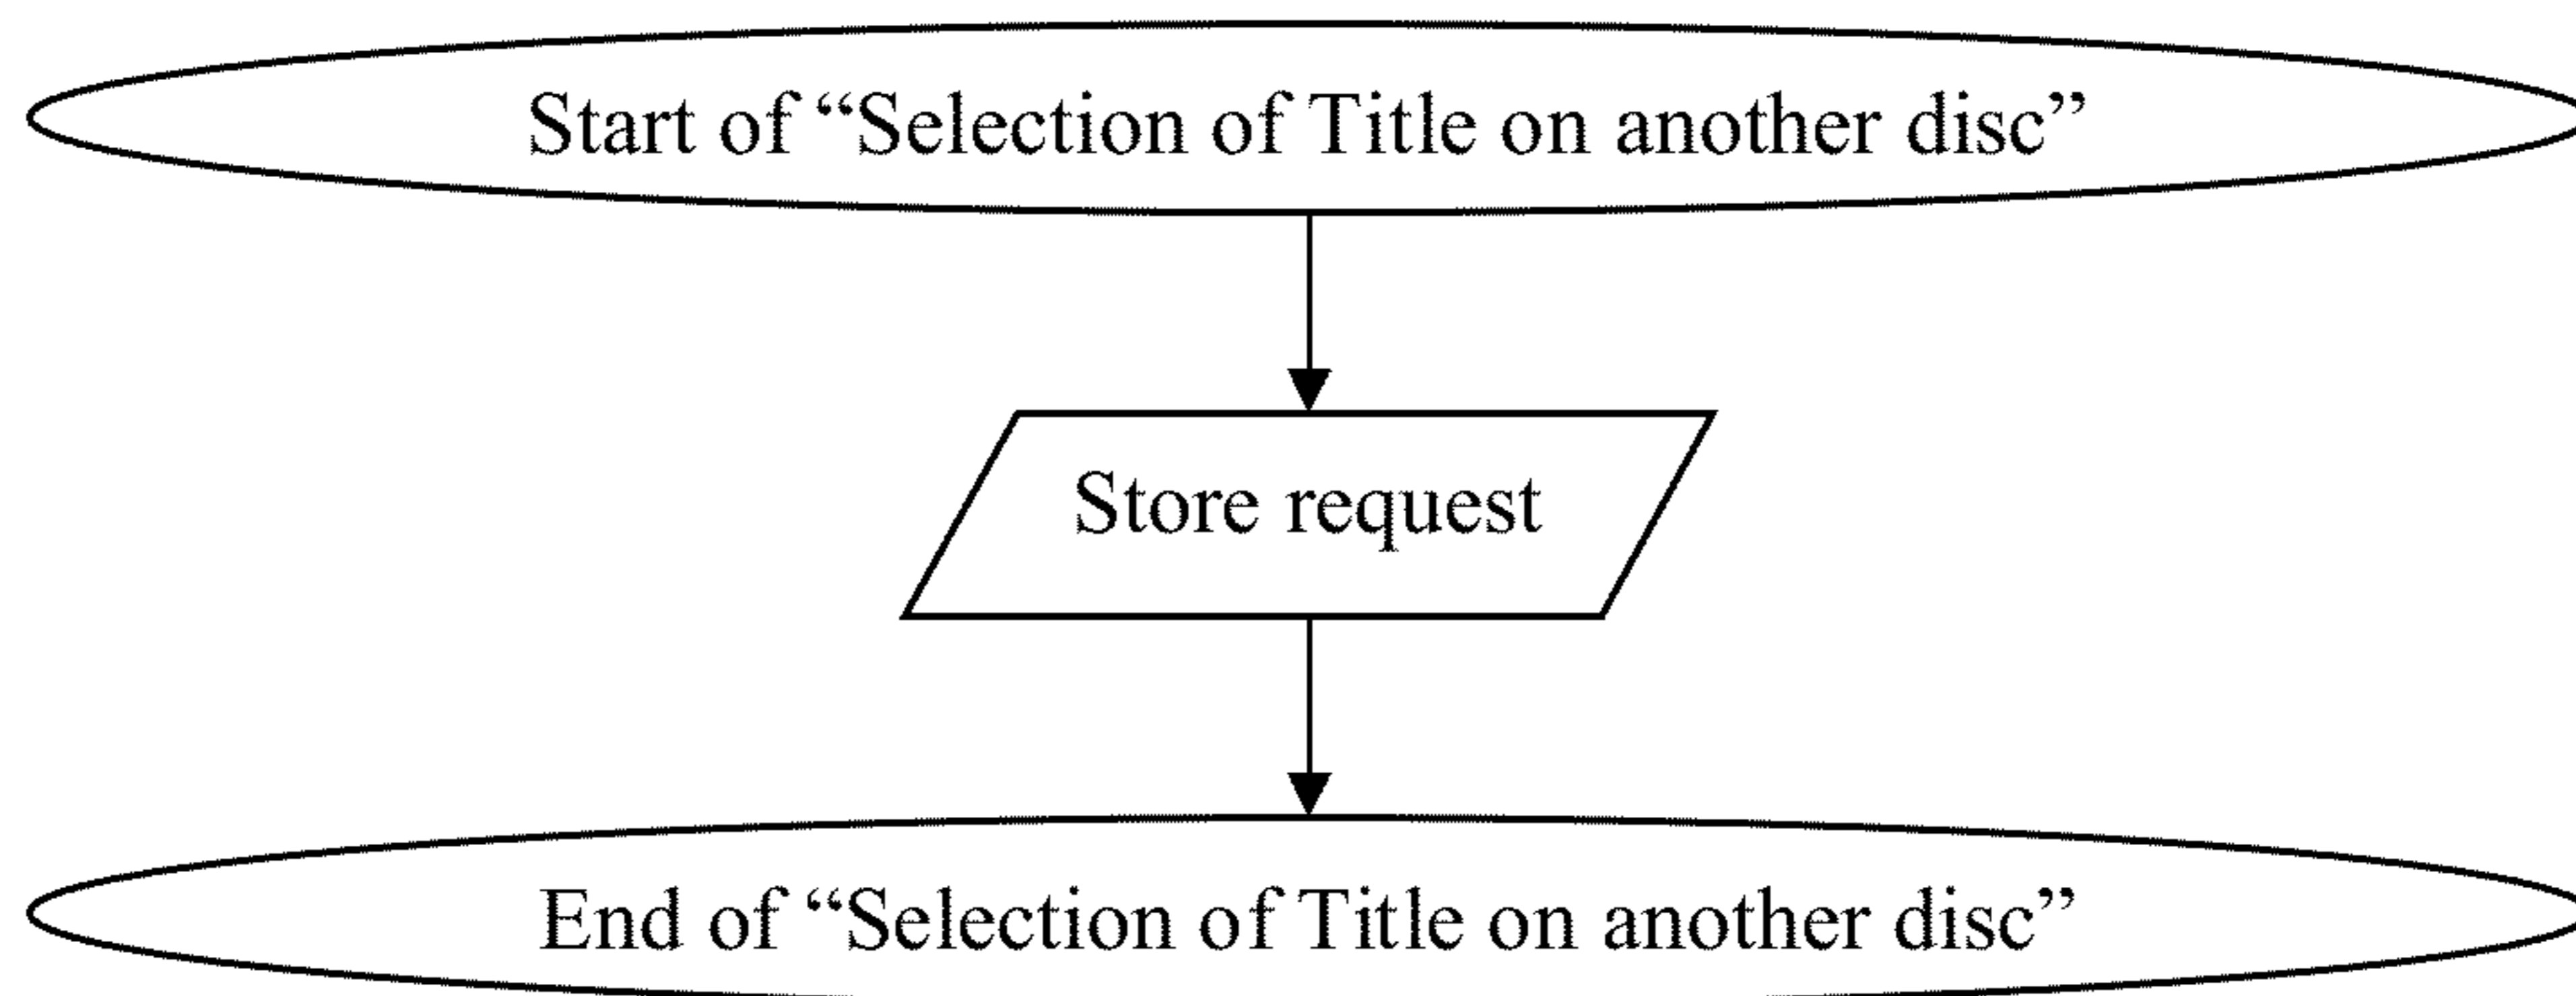 Start of “Selection of Title on another disc”
Store request
End of “Selection of Title on another disc”